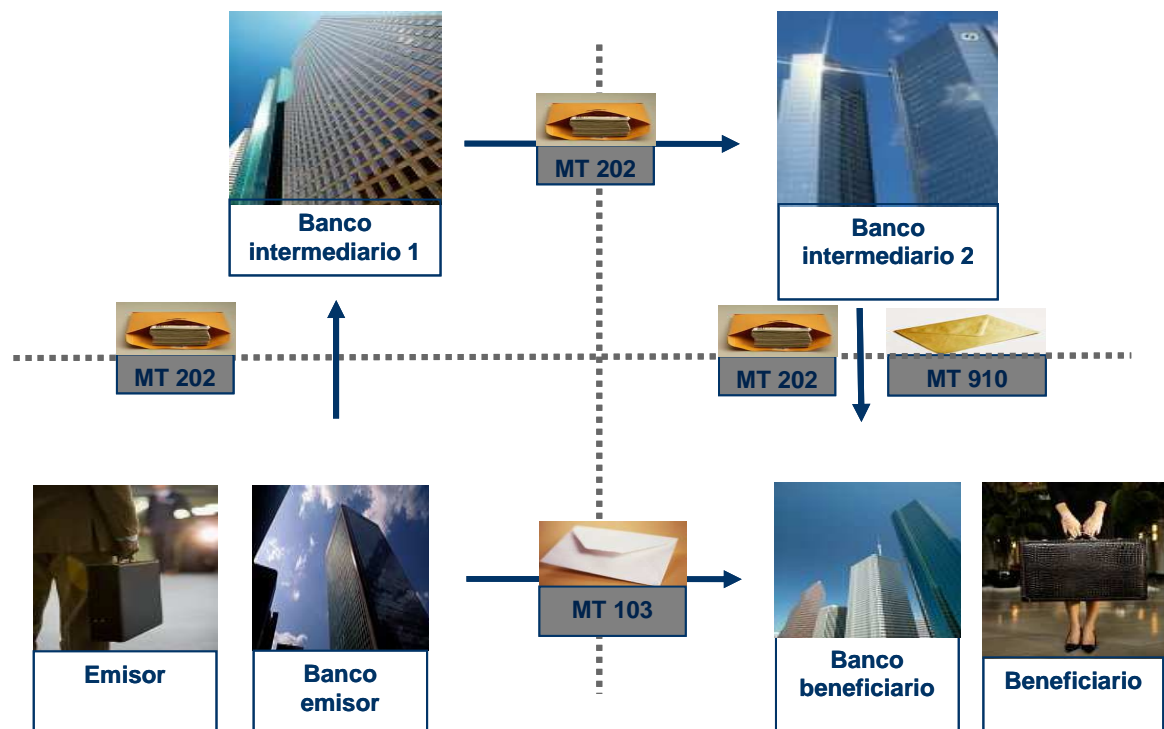 MT 202
Banco
intermediario 1
Banco
intermediario 2
MT 202
MT 202
MT 910
MT 103
Emisor
Banco
emisor
Banco
beneficiario
Beneficiario